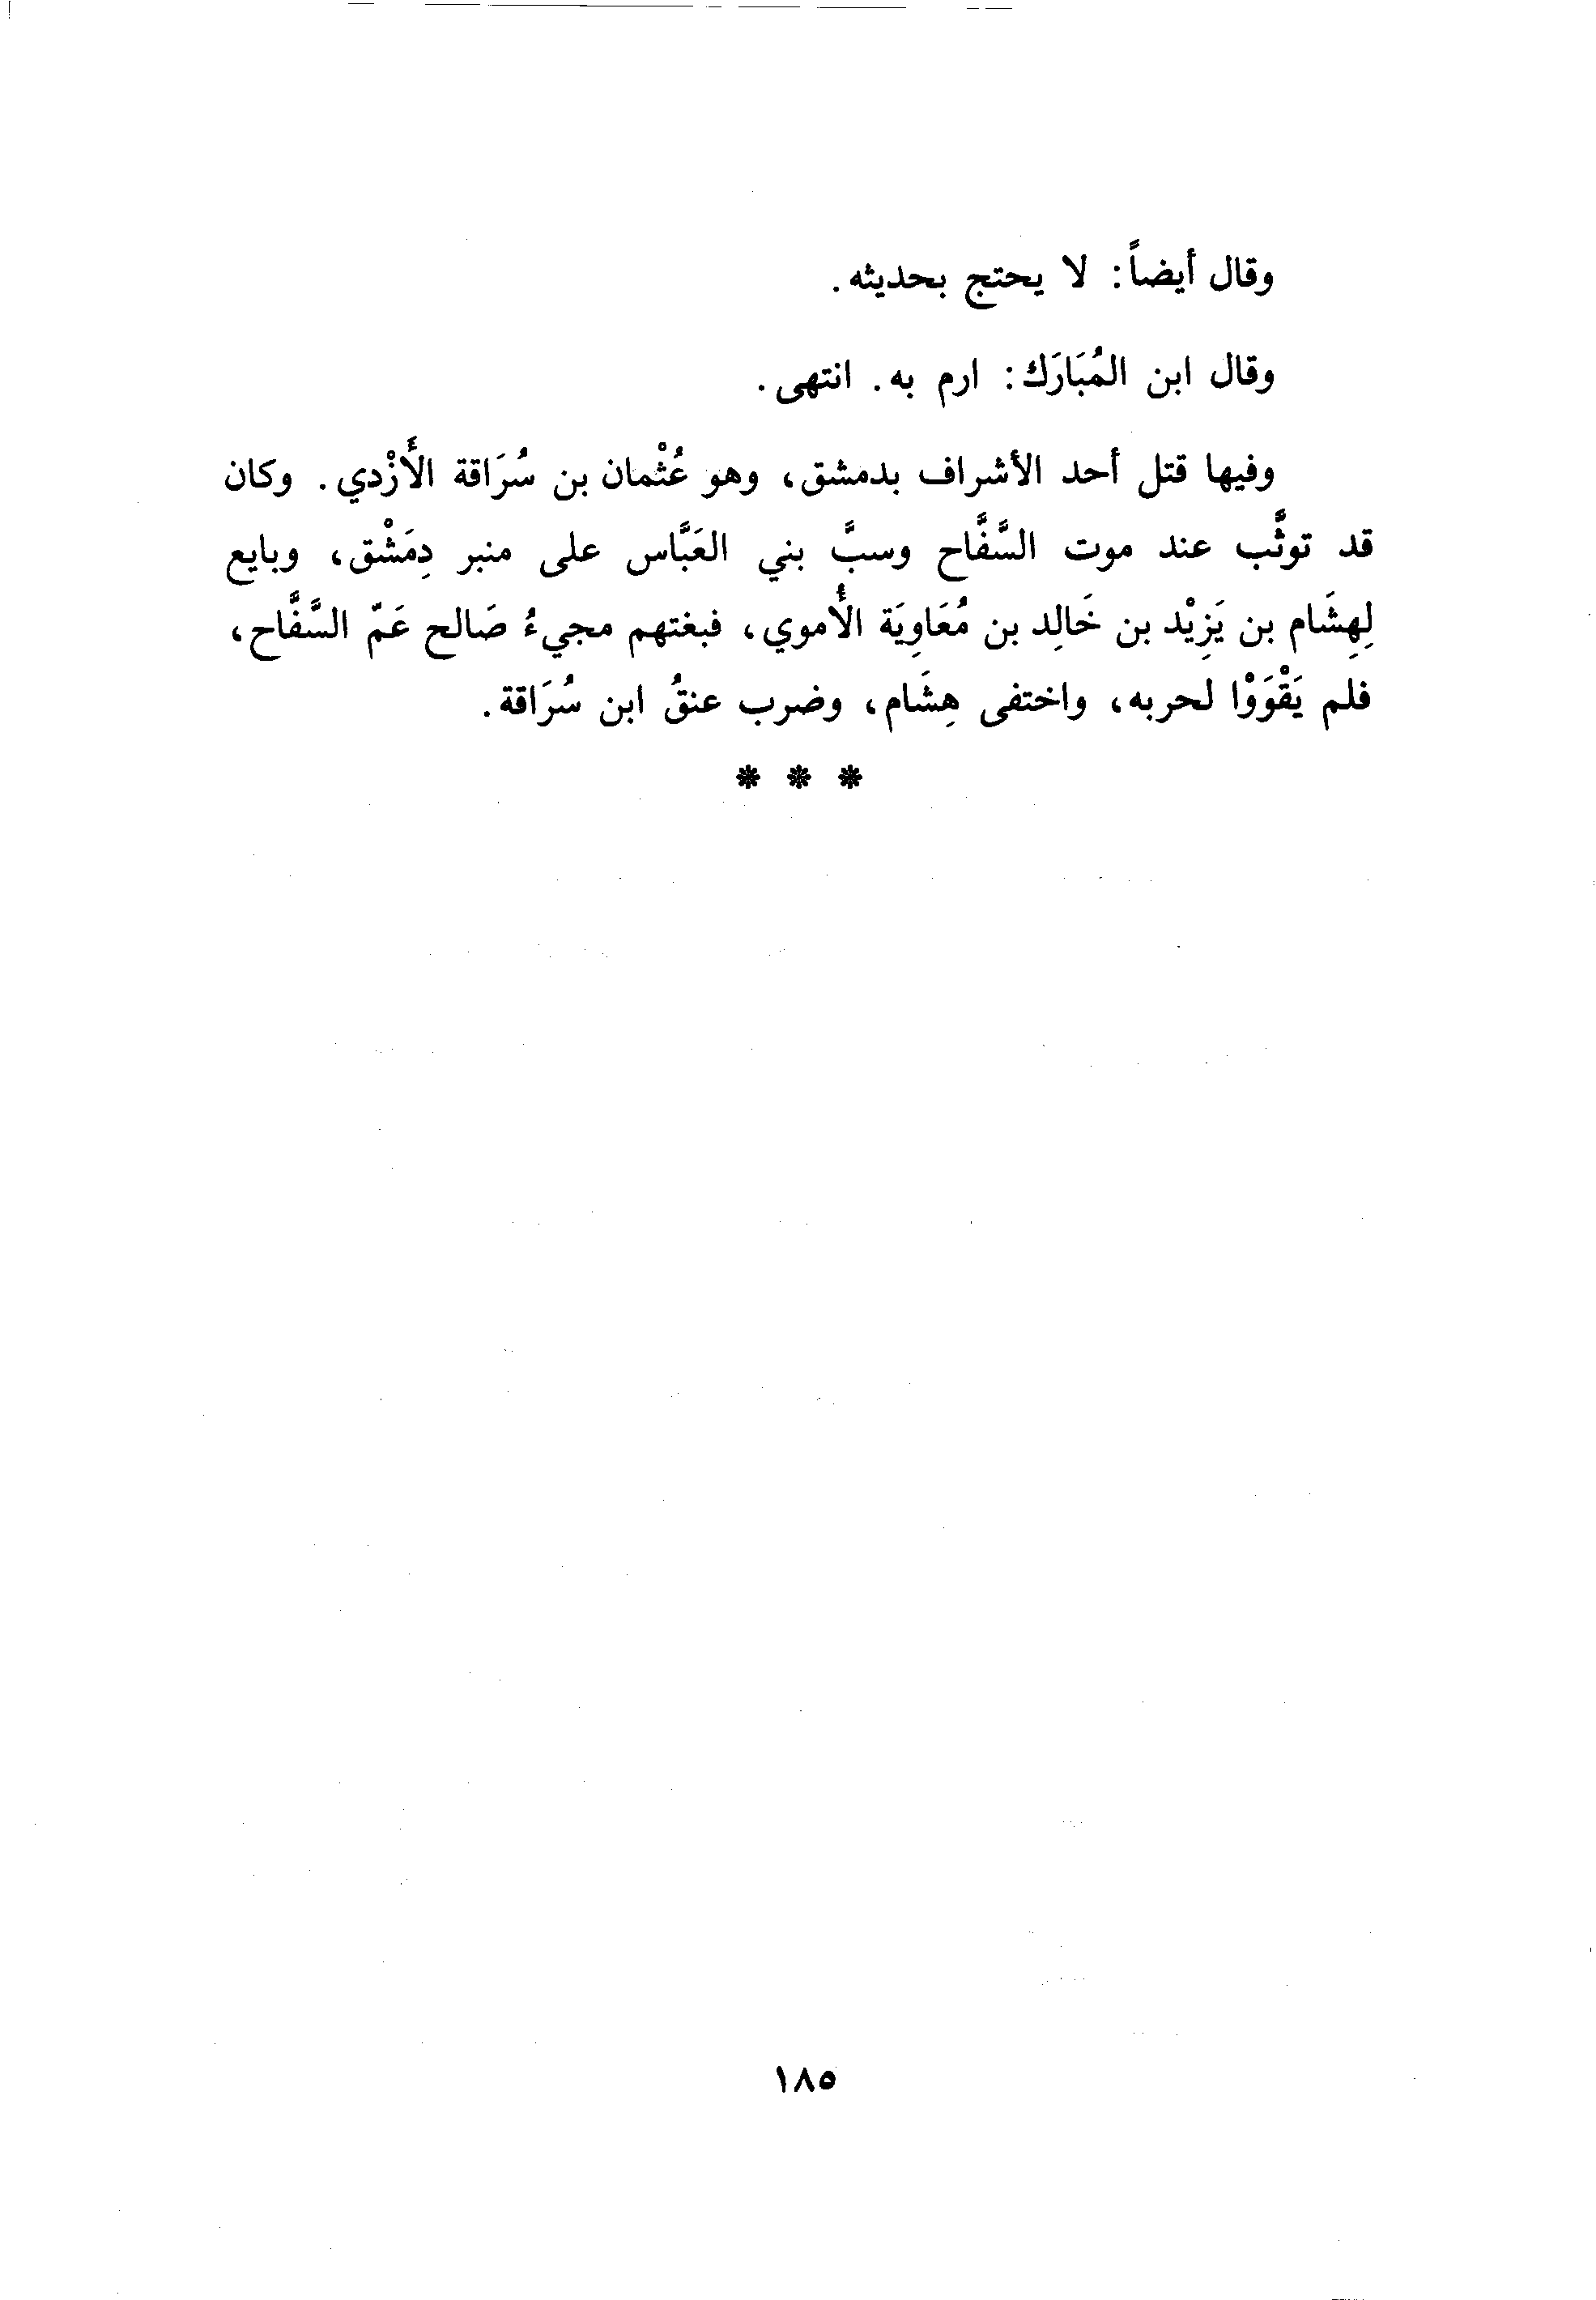 وقال أيضاً: لا يحتج بحديثه.
وقال ابن المُبَارَك: ارم به. انتهى.
وفيها قتل أحد الأشراف بدمشق، وهو عُثْمان بن سُرَاقة الأَزْدي. وكان
قد توثَّب عند موت السَّفَّاح وسبَّ بني العَبَّاس على منبر دِمَشْق، وبايع
لِهِشَام بن يَزِيْد بن خَالِد بن مُعَاوِيَة الأُموي، فبغتهم مجيءُ صَالح عَمّ السَّفَّاح،
فلم يَقْوَوْا لحربه، واختفى هِشَام، وضرب عنقُ ابن سُرَاقة.
* * *
١٨٥